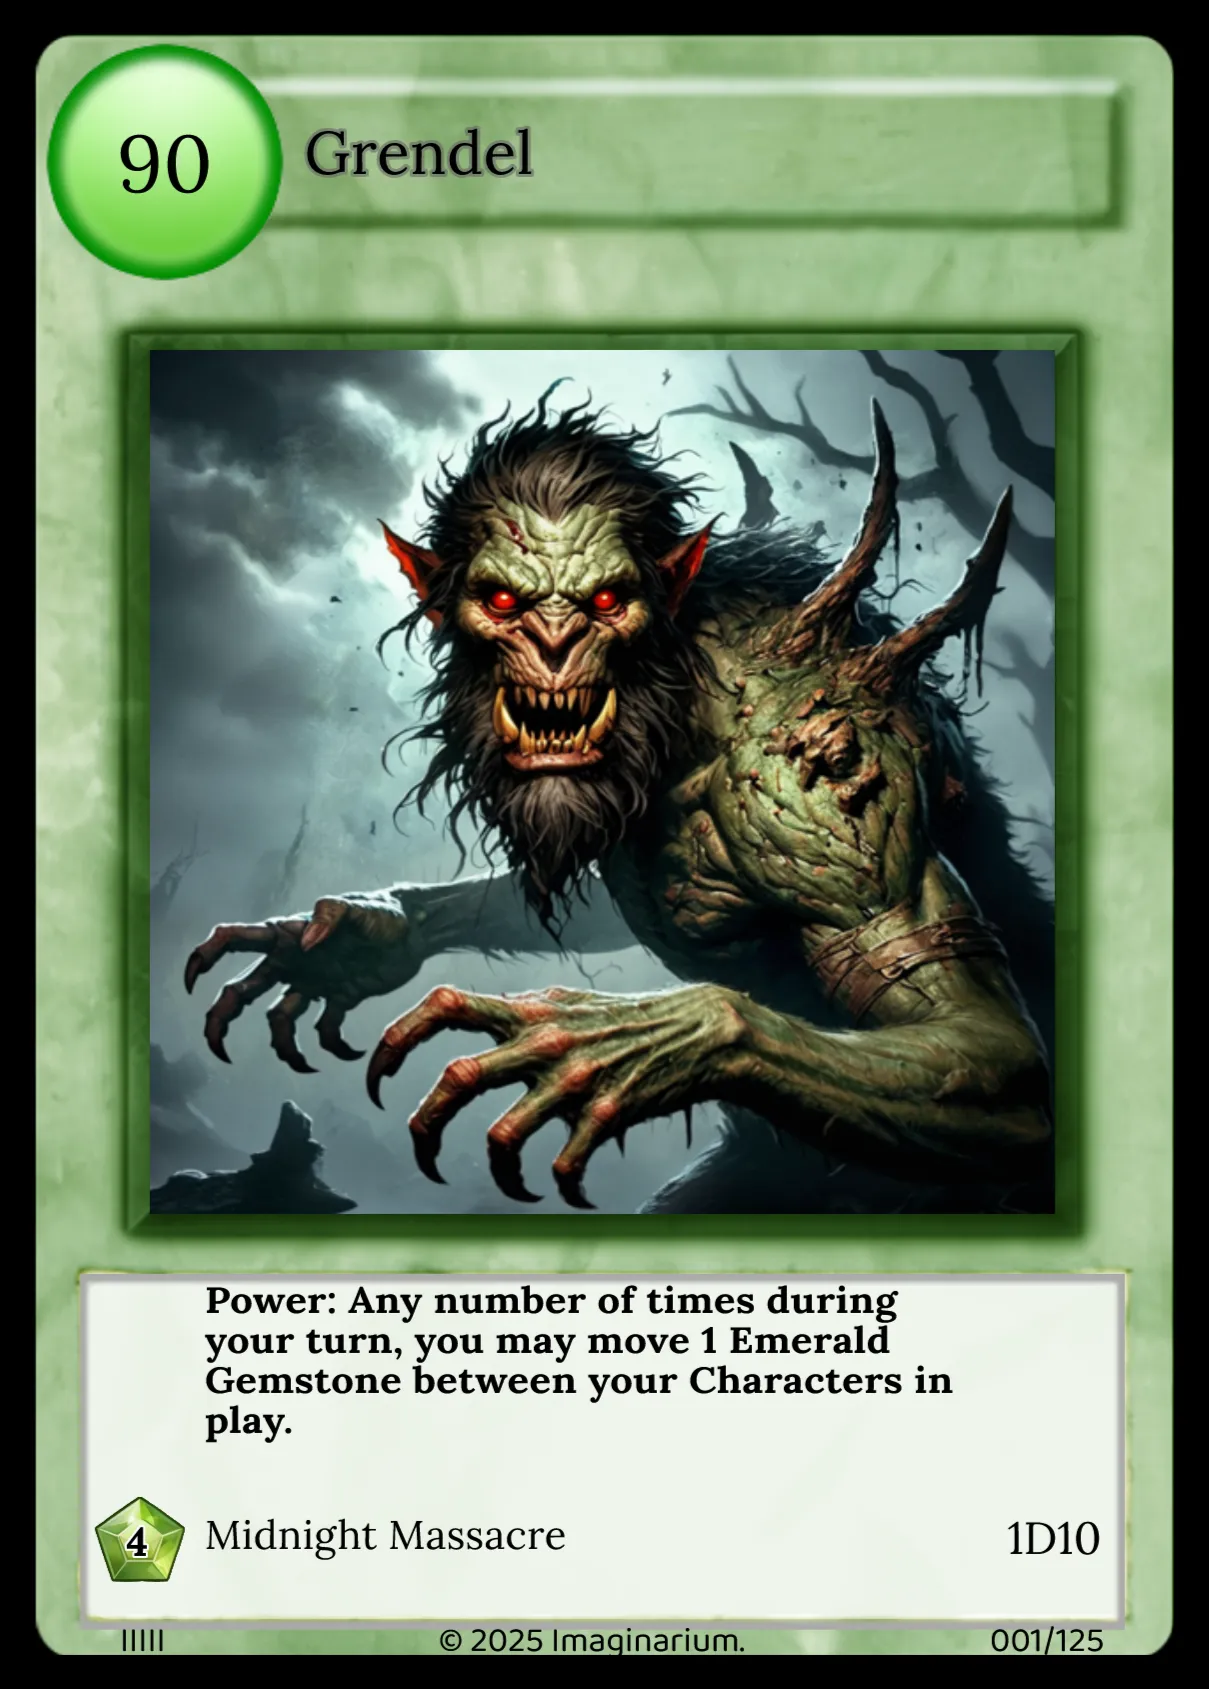 90
Grendel
Power: Any number of times during
your turn, you may move 1 Emerald
Gemstone between your Characters in
play.
4
Midnight Massacre
1D10
IIIII
© 2025 Imaginarium.
001/125